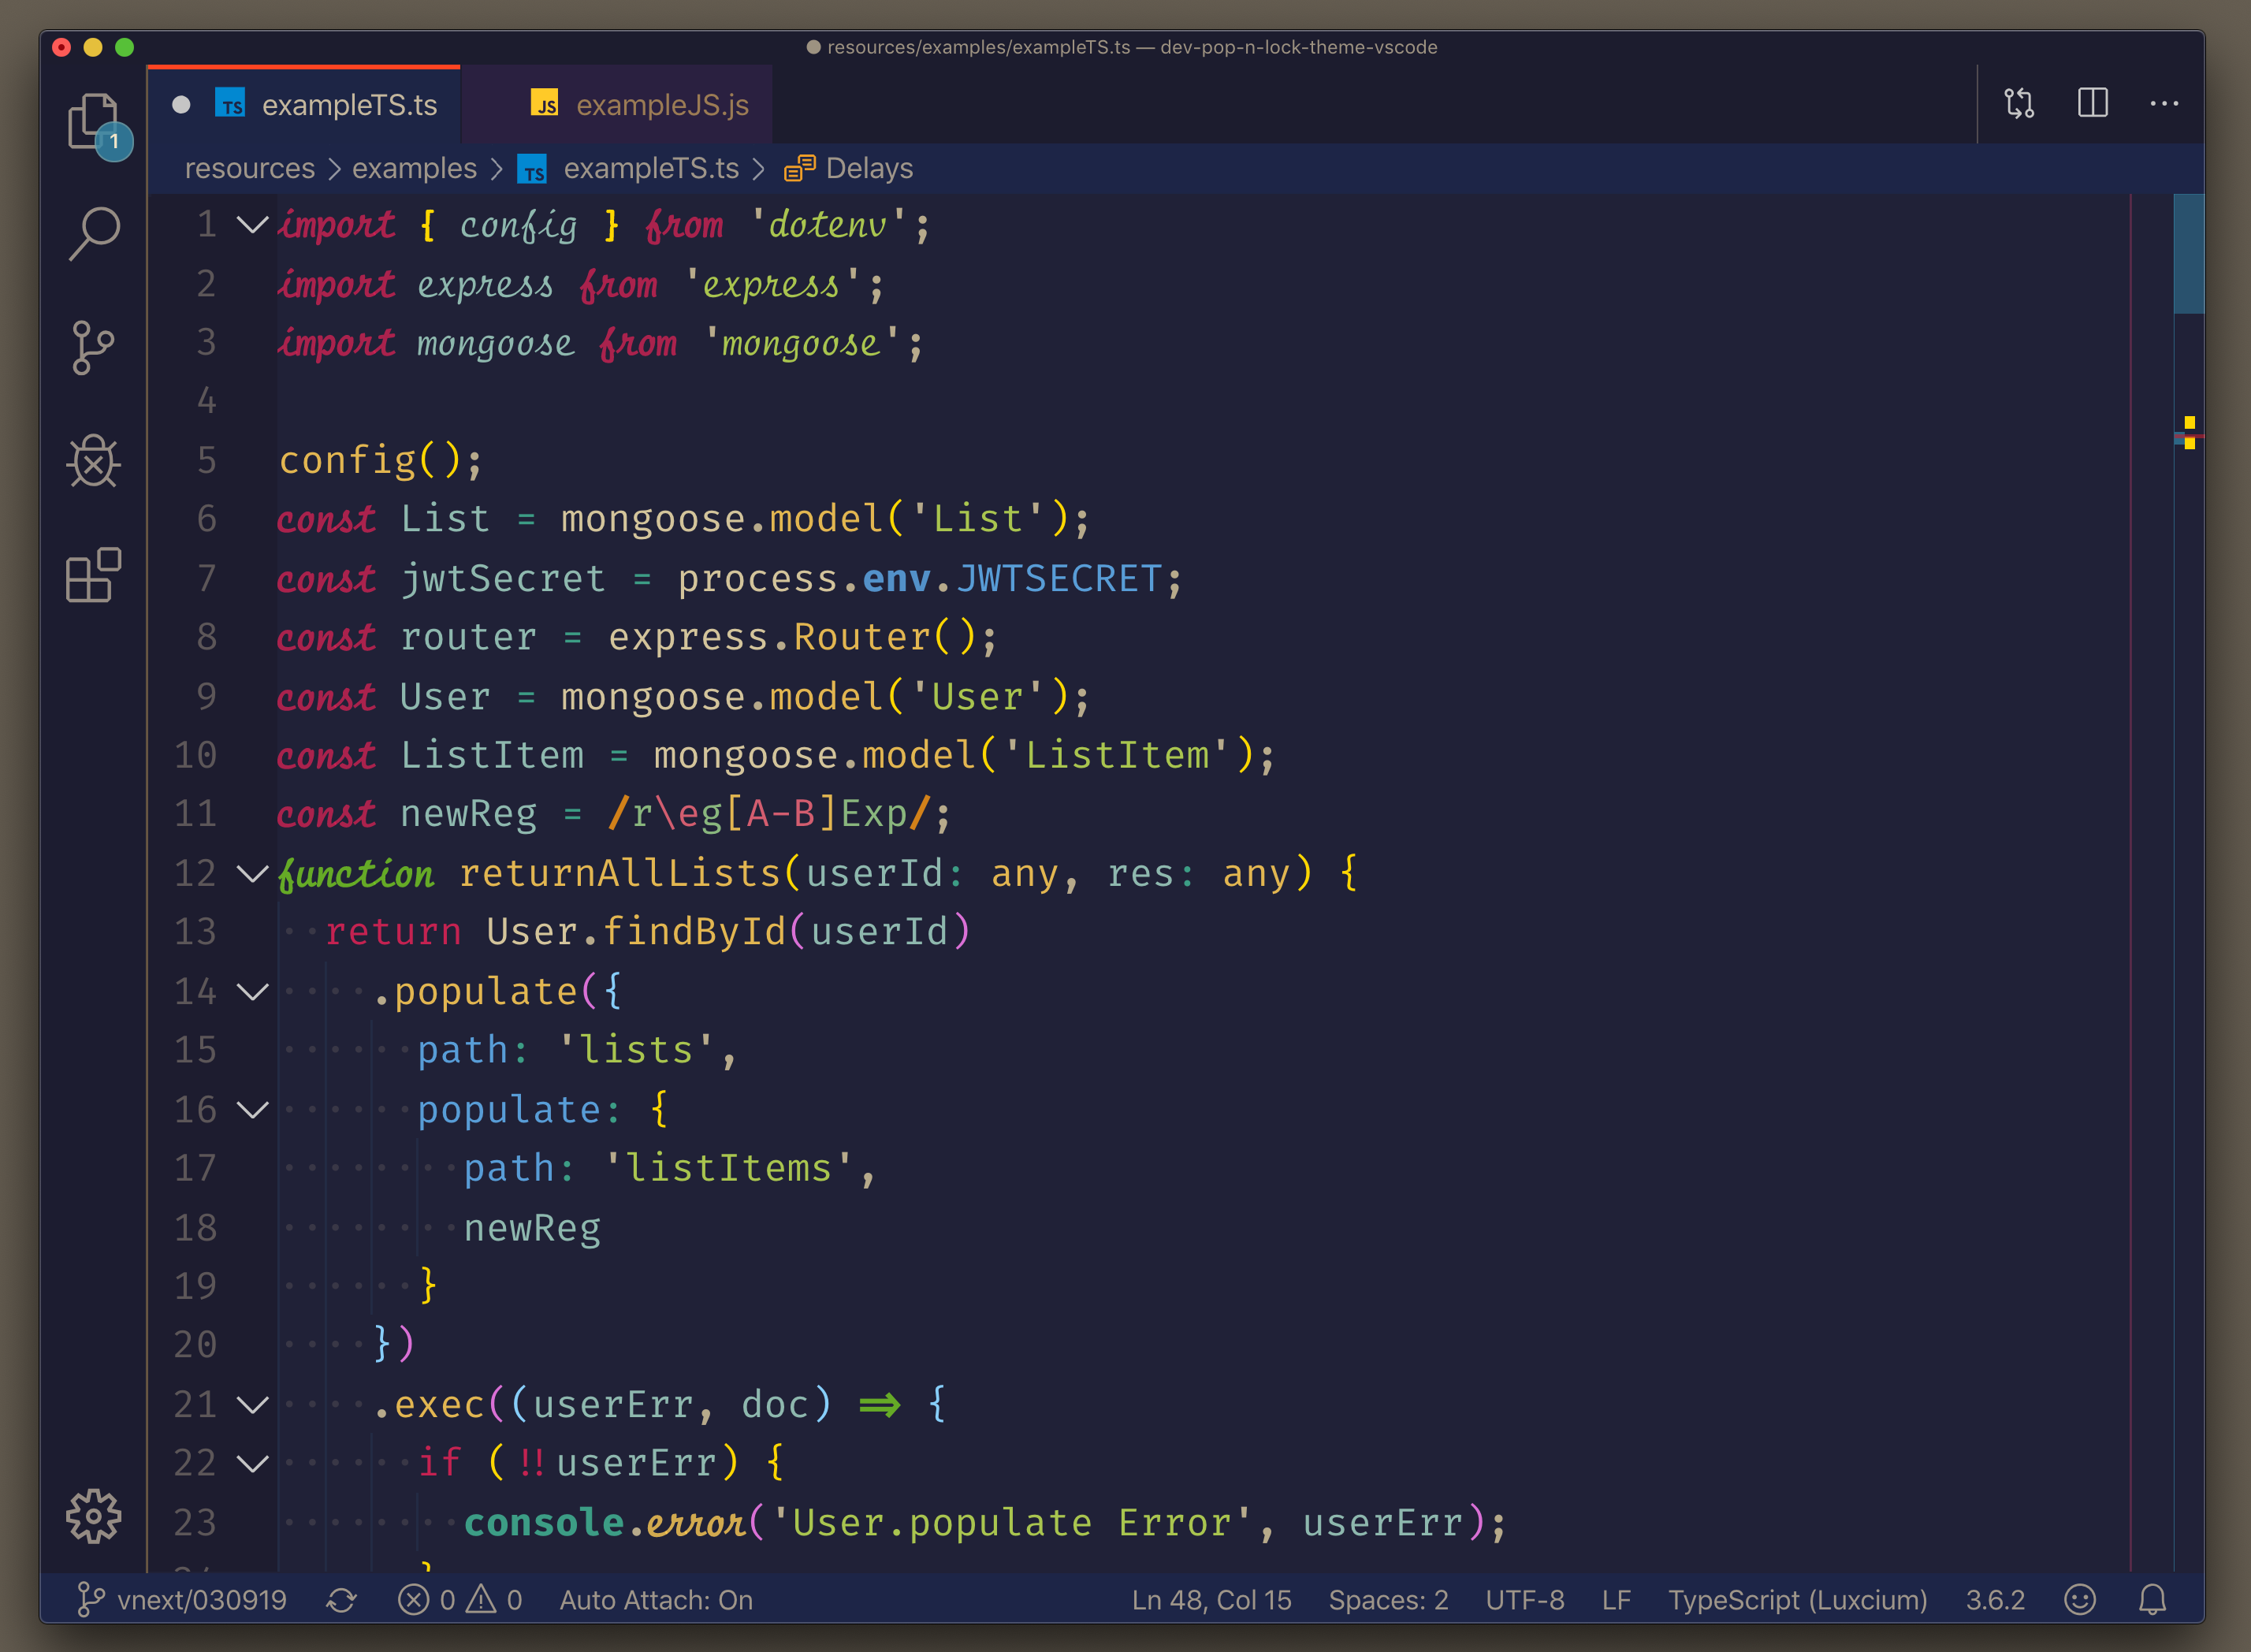 resources/examples/exampleTS.ts — dev-pop-n-lock-theme-vscode
TS exampleTS.ts JS exampleJS.js
1
resources > examples > TS exampleTS.ts > Delays
1 import { config } from 'dotenv';
2 import express from 'express';
3 import mongoose from 'mongoose';
4
5 config();
6 const List = mongoose.model('List');
7 const jwtSecret = process.env.JWTSECRET;
8 const router = express.Router();
9 const User = mongoose.model('User');
10 const ListItem = mongoose.model('ListItem');
11 const newReg = /r\eg[A-B]Exp/;
12 function returnAllLists(userId: any, res: any) {
13 return User.findById(userId)
14 .populate({
15 path: 'lists',
16 populate: {
17 path: 'listItems',
18 newReg
19 }
20 })
21 .exec((userErr, doc) => {
22 if (!!userErr) {
23 console.error('User.populate Error', userErr);
vnext/030919 0 0 Auto Attach: On Ln 48, Col 15 Spaces: 2 UTF-8 LF TypeScript (Luxcium) 3.6.2